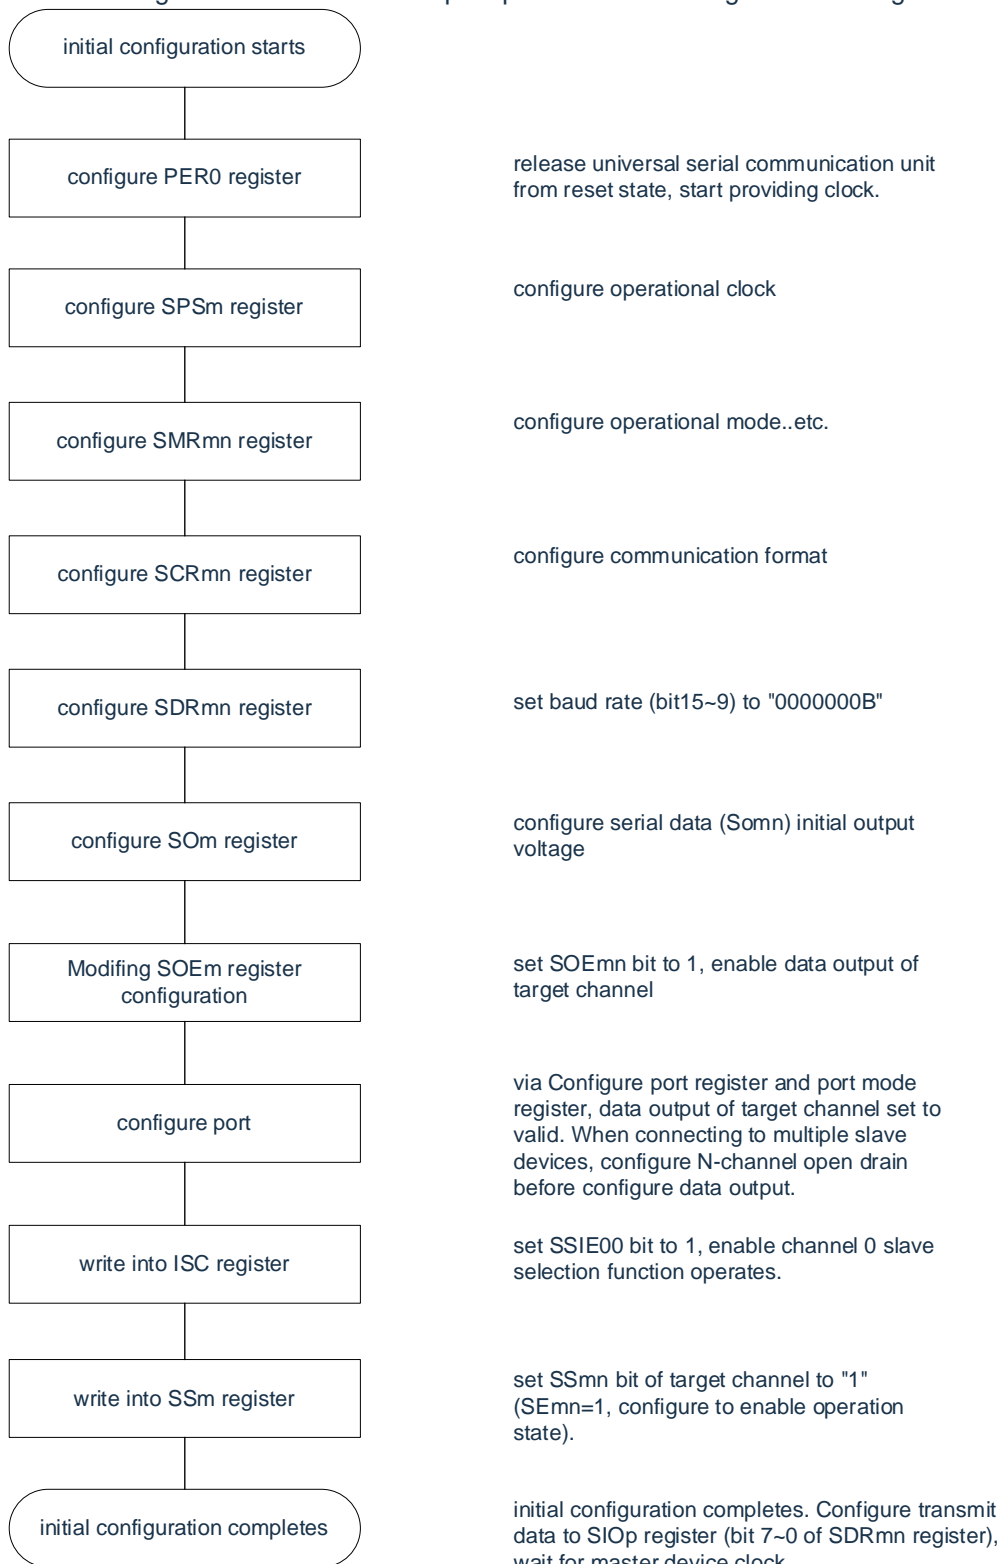 initial configuration starts
configure PER0 register
release universal serial communication unit
from reset state, start providing clock.
configure SPSm register
configure operational clock
configure SMRmn register
configure operational mode..etc.
configure SCRmn register
configure communication format
configure SDRmn register
set baud rate (bit15~9) to "0000000B"
configure SOm register
configure serial data (Somn) initial output
voltage
Modifing SOEm register
configuration
set SOEmn bit to 1, enable data output of
target channel
configure port
via Configure port register and port mode
register, data output of target channel set to
valid. When connecting to multiple slave
devices, configure N-channel open drain
before configure data output.
write into ISC register
set SSIE00 bit to 1, enable channel 0 slave
selection function operates.
write into SSm register
set SSmn bit of target channel to "1"
(SEmn=1, configure to enable operation
state).
initial configuration completes
initial configuration completes. Configure transmit
data to SIOp register (bit 7~0 of SDRmn register),
wait for master device clock